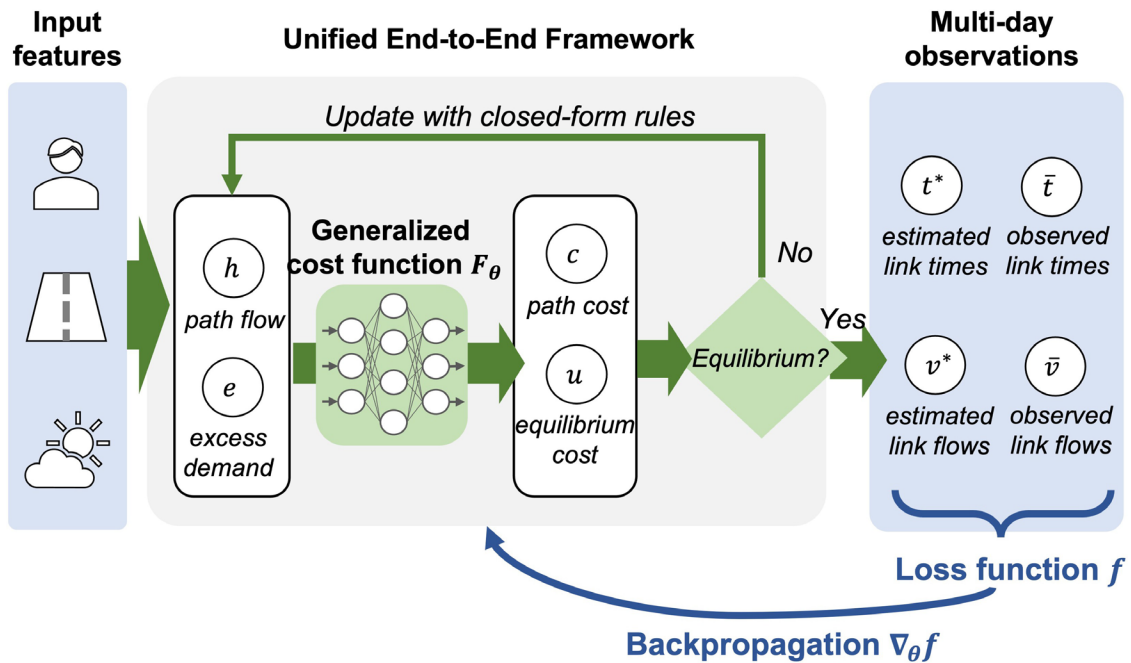 Input
features
Unified End-to-End Framework
Multi-day
observations
Update with closed-form rules
h
path flow
e
excess
demand
Generalized
cost function F_θ
c
path cost
u
equilibrium
cost
Equilibrium?
No
Yes
t*
estimated
link times
t̄
observed
link times
v*
estimated
link flows
v̄
observed
link flows
Loss function f
Backpropagation ∇_θ f